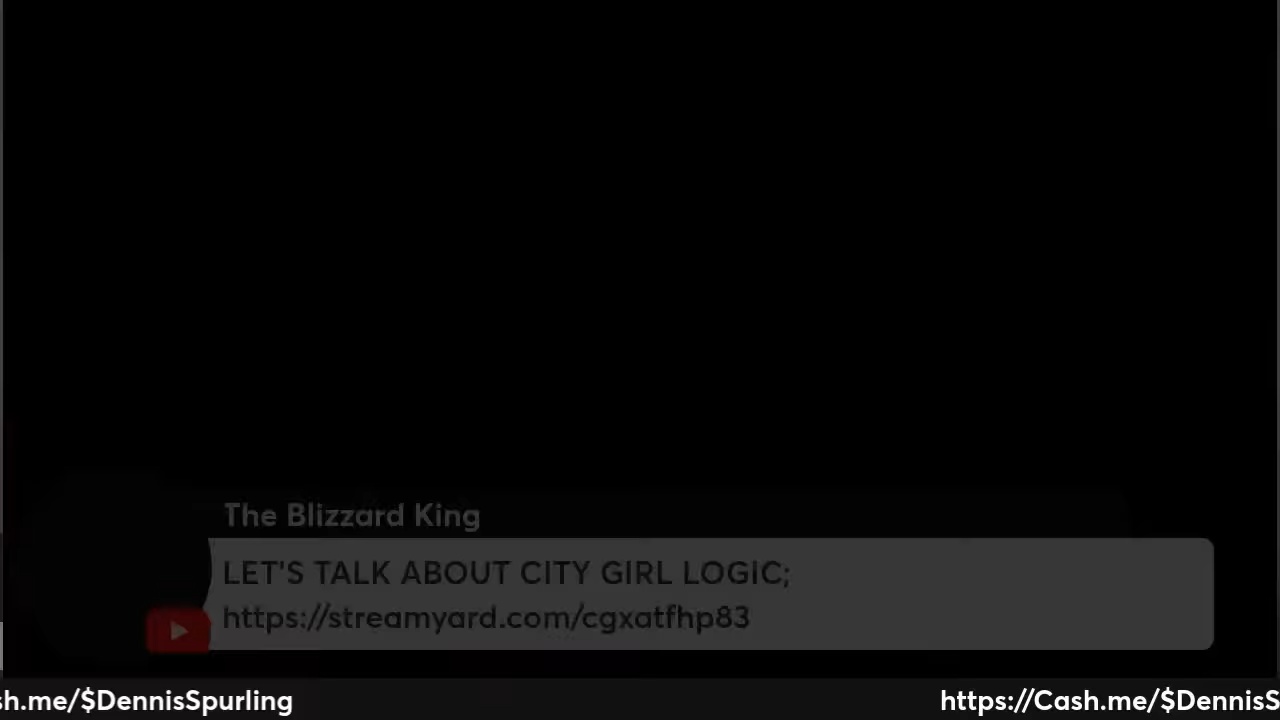 The Blizzard King
LET'S TALK ABOUT CITY GIRL LOGIC;
https://streamyard.com/cgxatfhp83
sh.me/$DennisSpurling
https://Cash.me/$DennisS